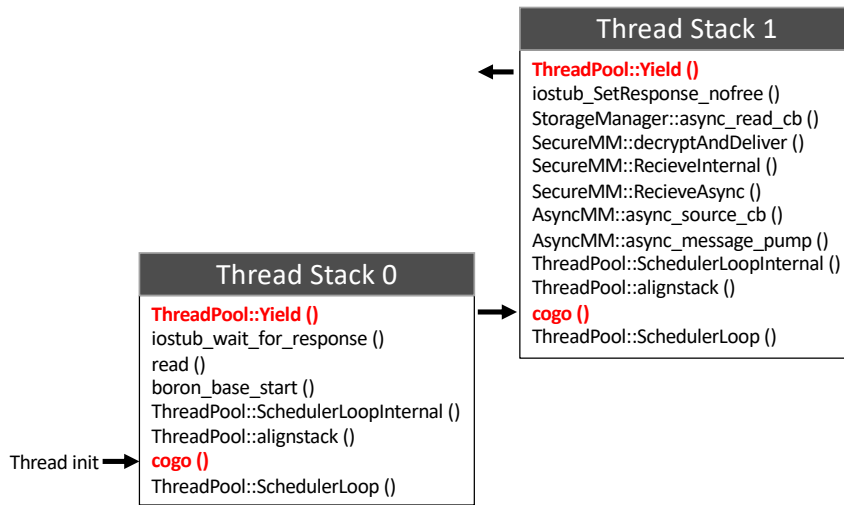 Thread Stack 1
ThreadPool::Yield ()
iostub_SetResponse_nofree ()
StorageManager::async_read_cb ()
SecureMM::decryptAndDeliver ()
SecureMM::RecieveInternal ()
SecureMM::RecieveAsync ()
AsyncMM::async_source_cb ()
AsyncMM::async_message_pump ()
ThreadPool::SchedulerLoopInternal ()
ThreadPool::alignstack ()
cogo ()
ThreadPool::SchedulerLoop ()
Thread Stack 0
ThreadPool::Yield ()
iostub_wait_for_response ()
read ()
boron_base_start ()
ThreadPool::SchedulerLoopInternal ()
ThreadPool::alignstack ()
Thread init
cogo ()
ThreadPool::SchedulerLoop ()